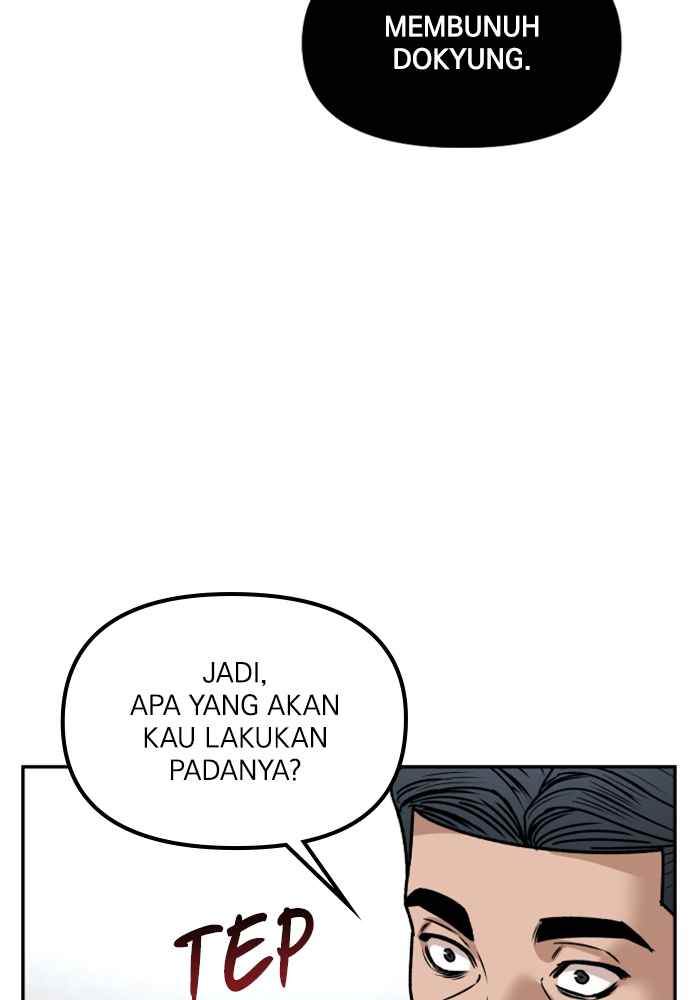 MEMBUNUH
DOKYUNG.
JADI,
APA YANG AKAN
KAU LAKUKAN
PADANYA?
TEP